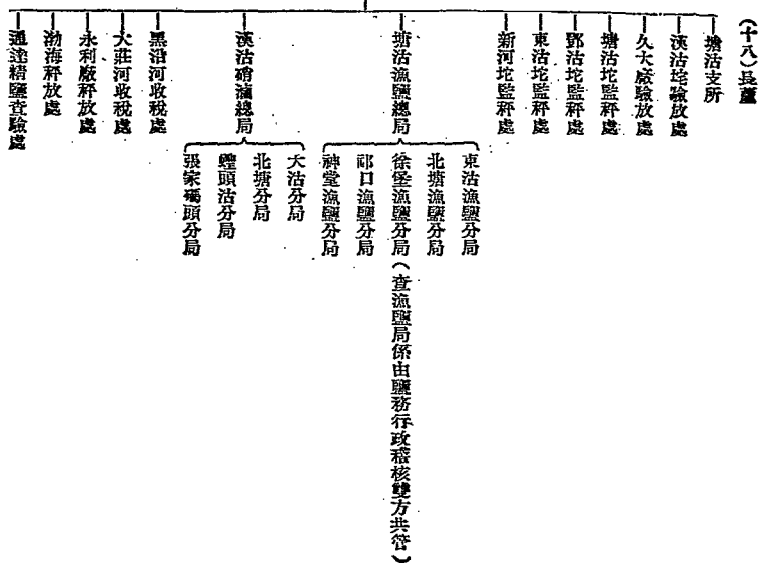 (十八)長蘆
塘沽支所
漢沽坨驗放處
久大廠驗放處
塘沽坨監秤處
鄧沽坨監秤處
東沽坨監秤處
新河坨監秤處
塘沽漁鹽總局
東沽漁鹽分局
北塘漁鹽分局
徐堡漁鹽分局(查漁鹽局係由鹽務行政稽核雙方共管)
祁口漁鹽分局
神堂漁鹽分局
漢沽硝滷總局
大沽分局
北塘分局
蟶頭沽分局
張家碼頭分局
黑沿河收稅處
大莊河收稅處
永利廠秤放處
渤海秤放處
通達精鹽查驗處